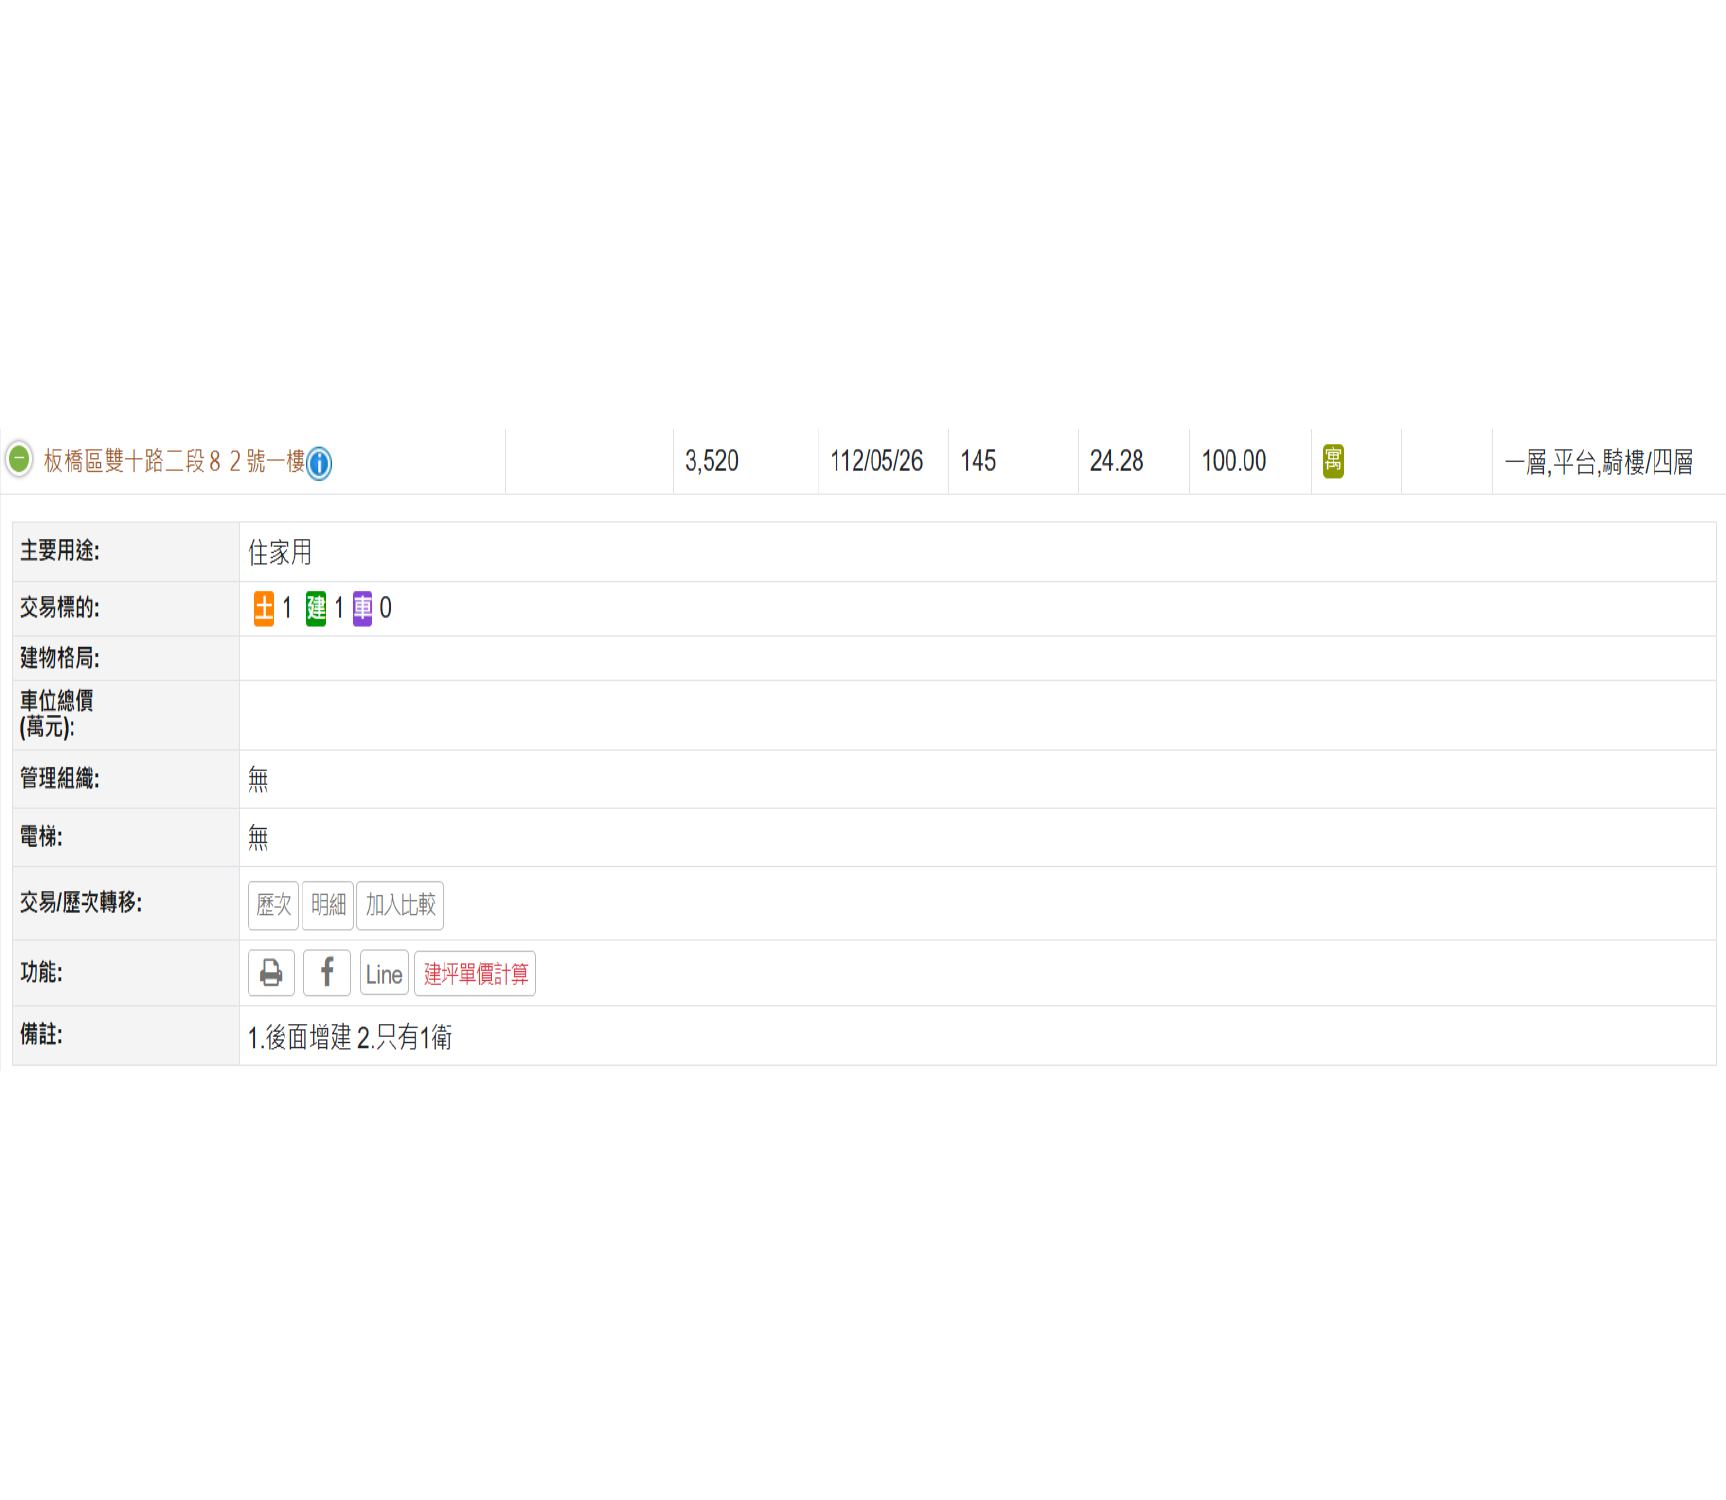 板橋區雙十路二段８２號一樓 3,520 112/05/26 145 24.28 100.00 寓 一層,平台,騎樓/四層
主要用途: 住家用
交易標的: 土 1 建 1 車 0
建物格局:
車位總價
(萬元):
管理組織: 無
電梯: 無
交易/歷次轉移: 歷次 明細 加入比較
功能: Line 建坪單價計算
備註: 1.後面增建 2.只有1衛